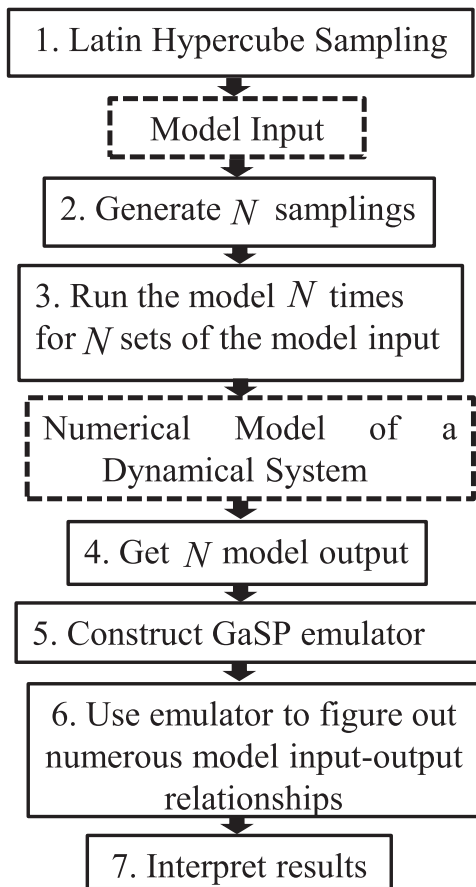 1. Latin Hypercube Sampling
Model Input
2. Generate N samplings
3. Run the model N times
for N sets of the model input
Numerical Model of a
Dynamical System
4. Get N model output
5. Construct GaSP emulator
6. Use emulator to figure out
numerous model input-output
relationships
7. Interpret results